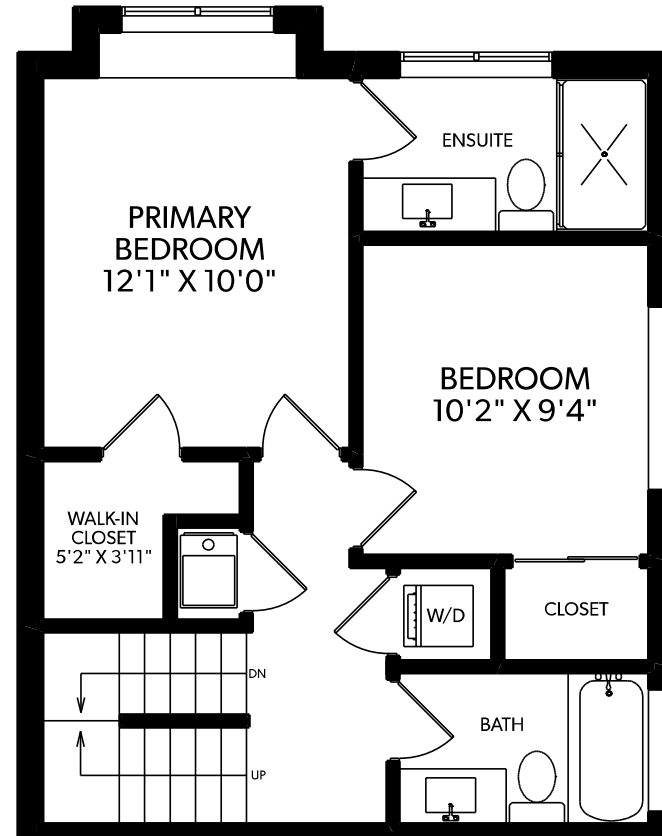 ENSUITE
PRIMARY
BEDROOM
12'1" X 10'0"
BEDROOM
10'2" X 9'4"
WALK-IN
CLOSET
5'2" X 3'11"
W/D
CLOSET
DN
BATH
UP